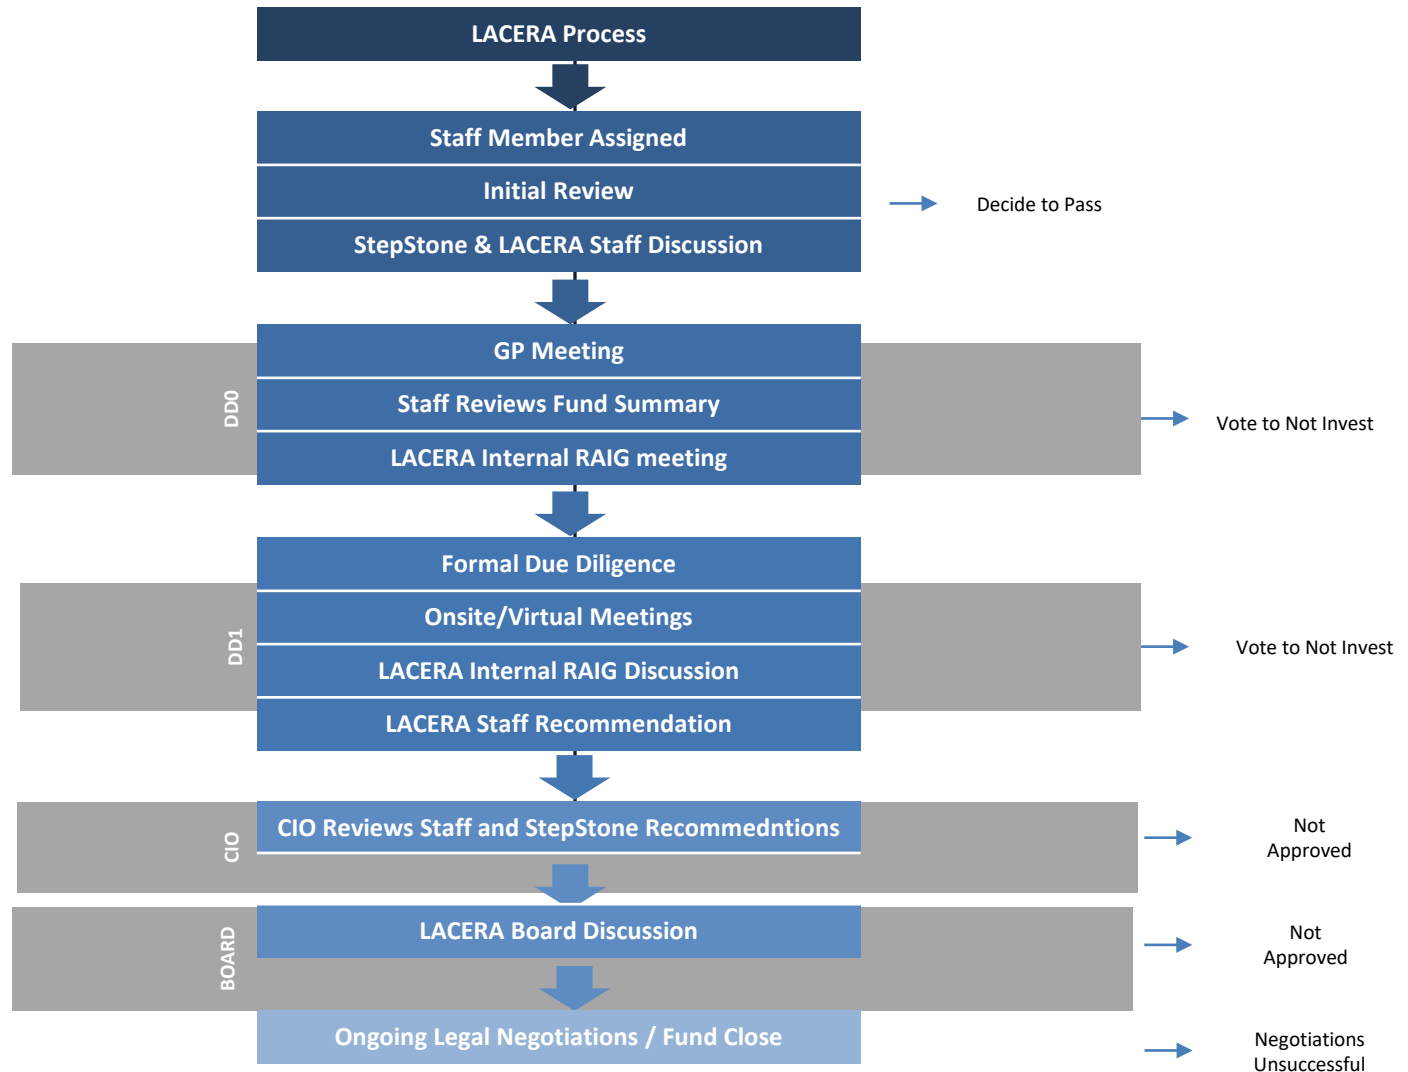 LACERA Process
Staff Member Assigned
Initial Review
Decide to Pass
StepStone & LACERA Staff Discussion
GP Meeting
DD0
Staff Reviews Fund Summary
Vote to Not Invest
LACERA Internal RAIG meeting
Formal Due Diligence
Onsite/Virtual Meetings
DD1
Vote to Not Invest
LACERA Internal RAIG Discussion
LACERA Staff Recommendation
CIO
CIO Reviews Staff and StepStone Recommedntions
Not
Approved
BOARD
LACERA Board Discussion
Not
Approved
Ongoing Legal Negotiations / Fund Close
Negotiations
Unsuccessful